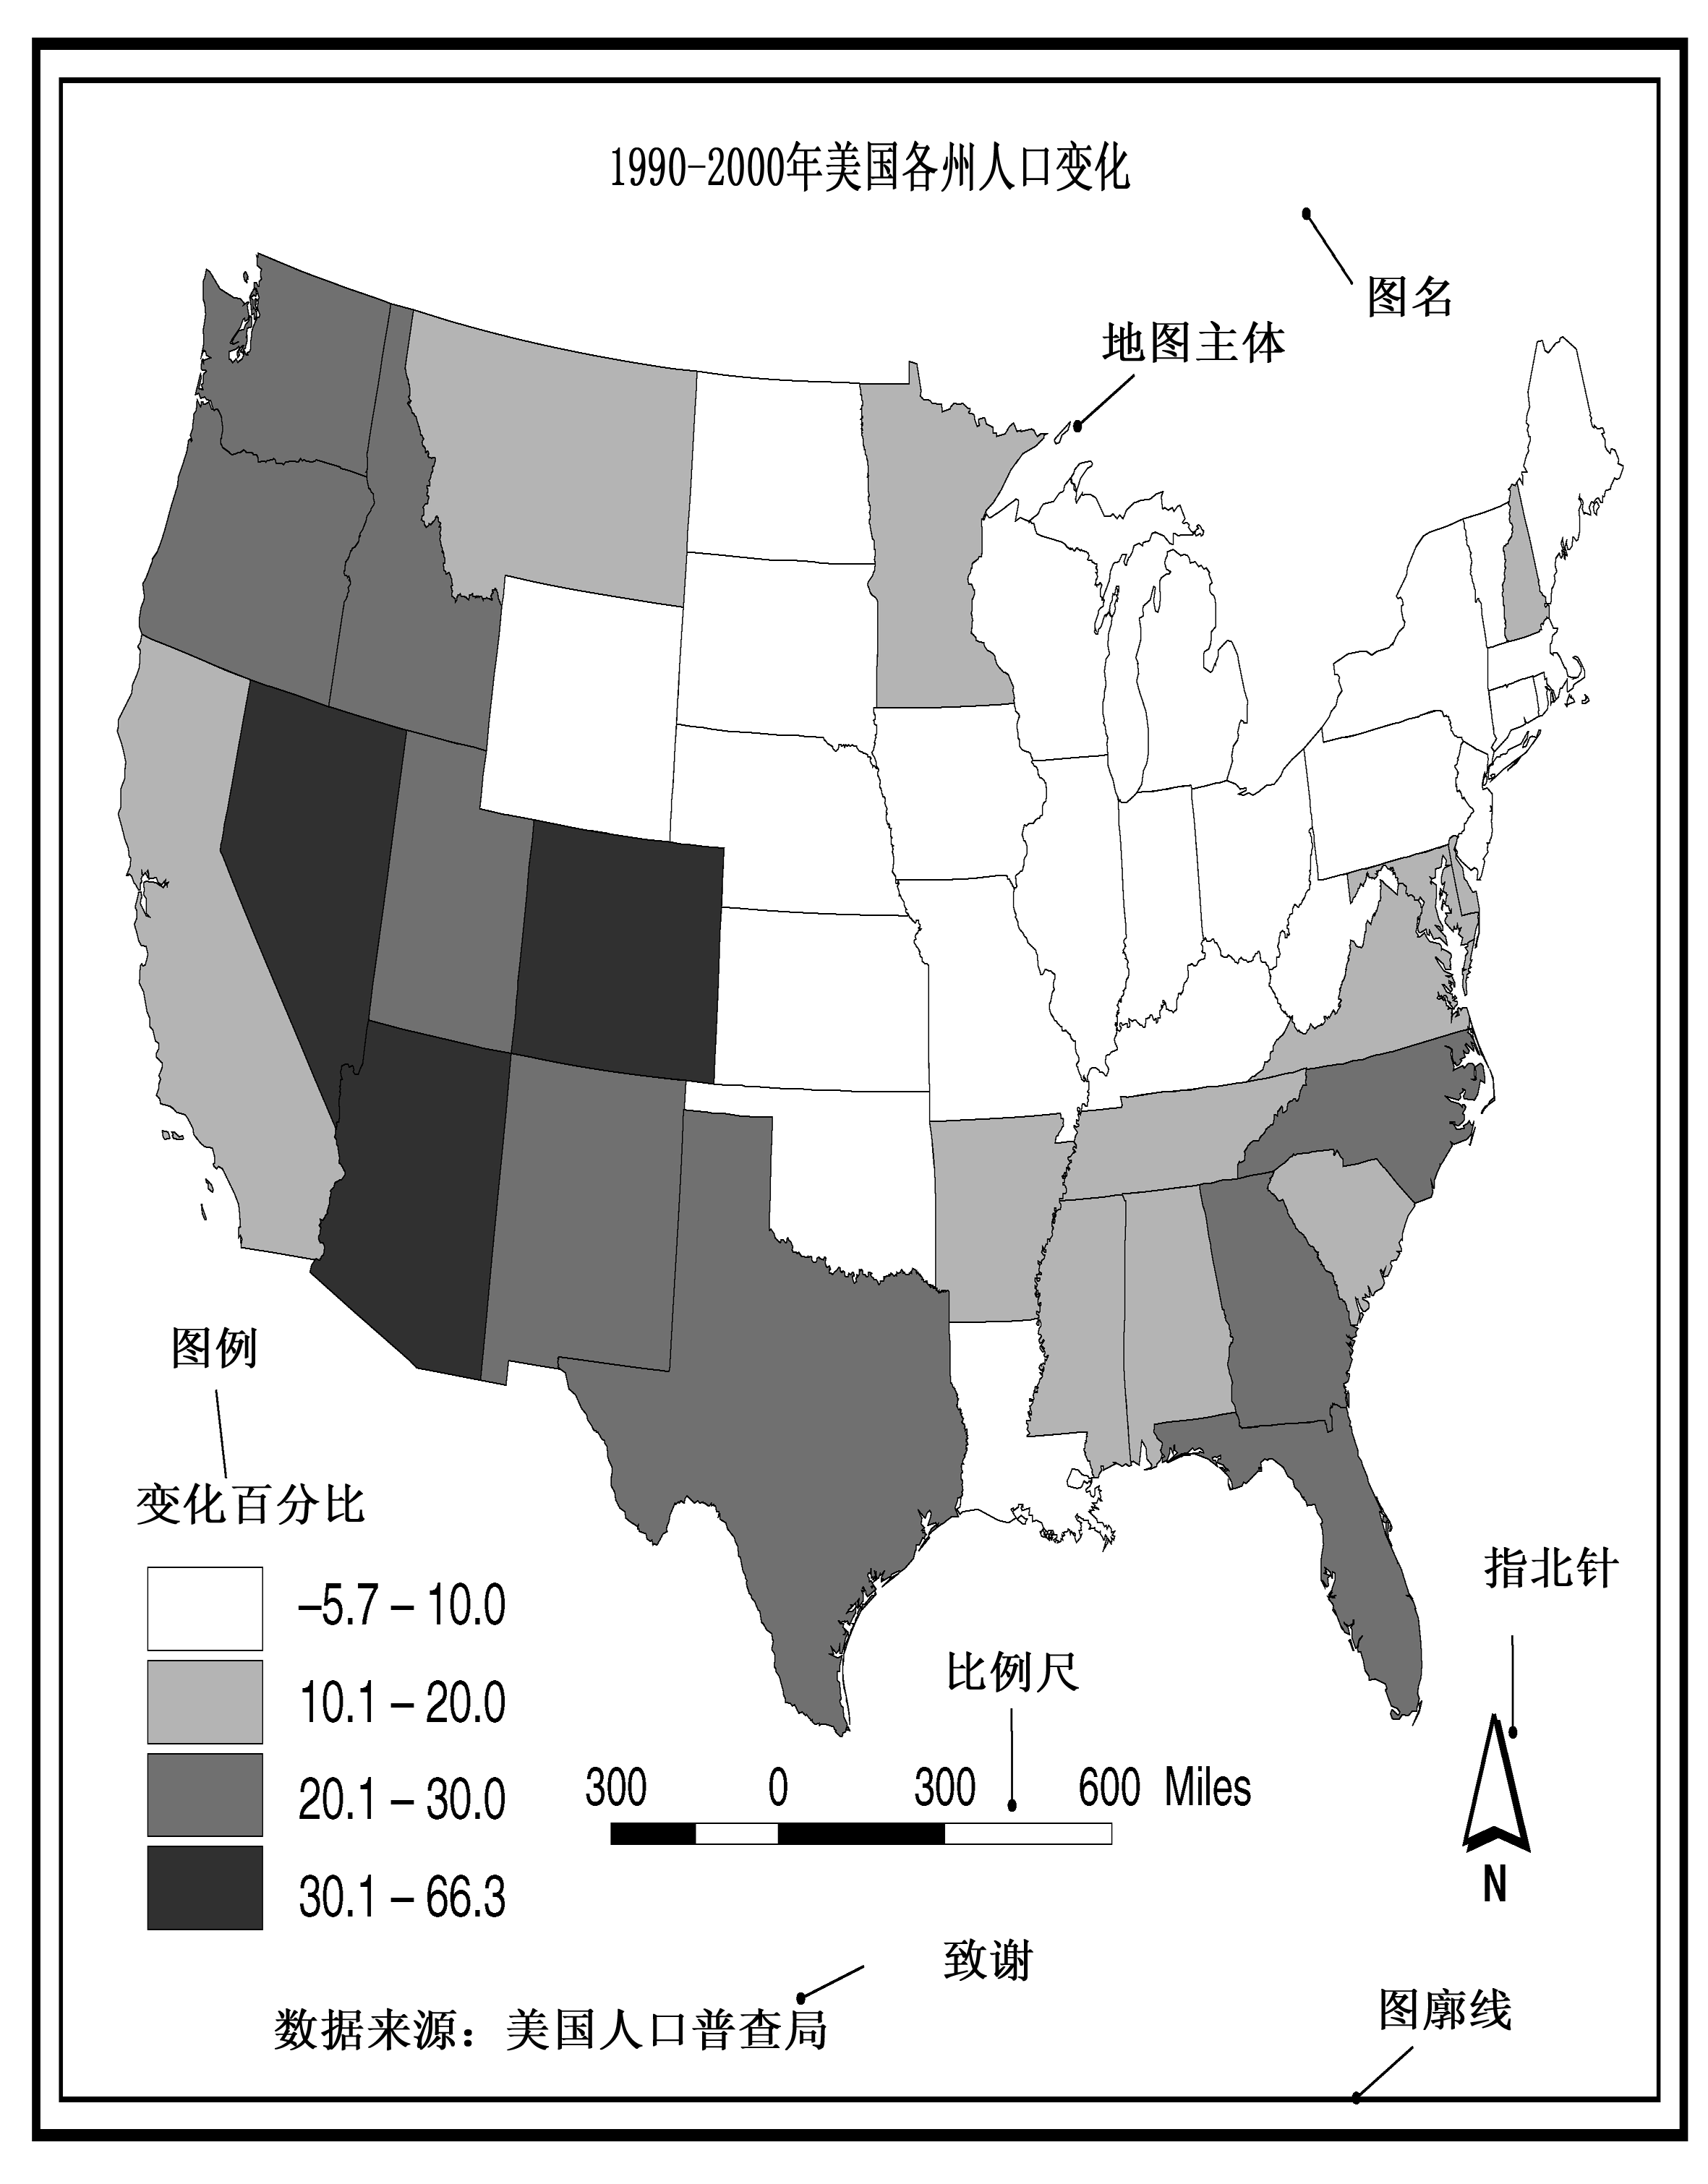 1990-2000年美国各州人口变化
图名
地图主体
图例
变化百分比
–5.7 – 10.0
10.1 – 20.0
20.1 – 30.0
30.1 – 66.3
指北针
比例尺
300 0 300 600 Miles
N
致谢
数据来源：美国人口普查局
图廓线